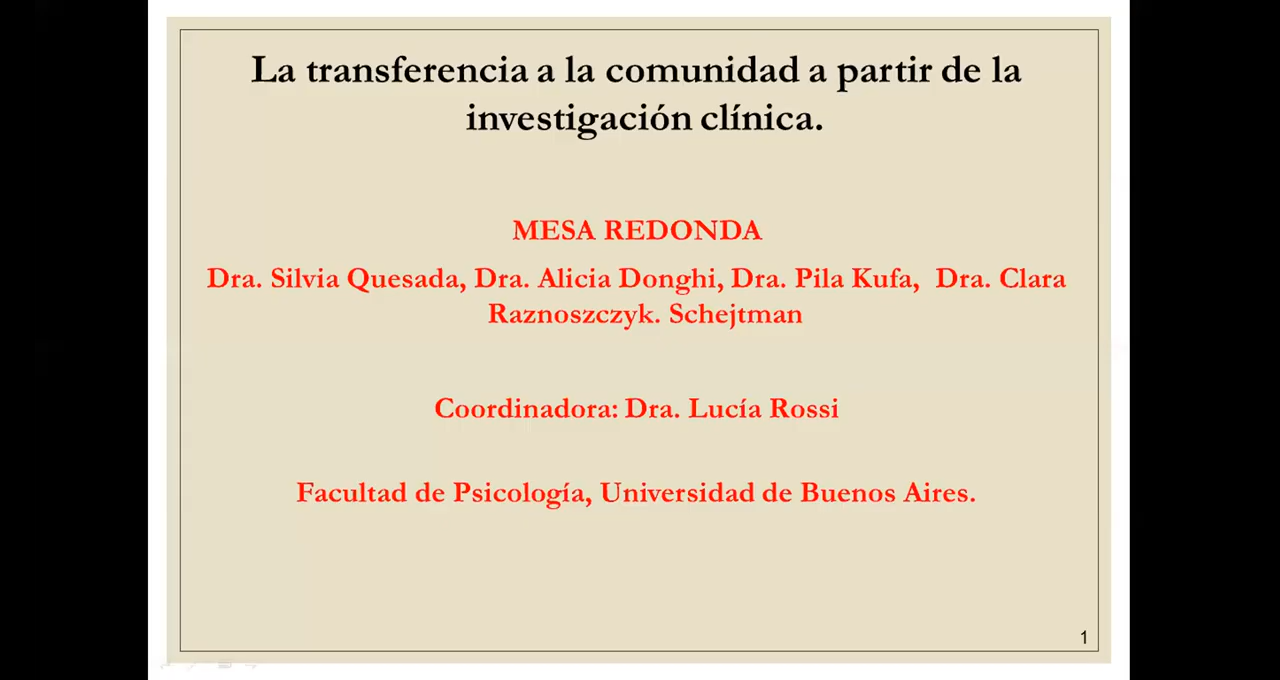 La transferencia a la comunidad a partir de la
investigación clínica.
MESA REDONDA
Dra. Silvia Quesada, Dra. Alicia Donghi, Dra. Pila Kufa, Dra. Clara
Raznoszczyk. Schejtman
Coordinadora: Dra. Lucía Rossi
Facultad de Psicología, Universidad de Buenos Aires.
1